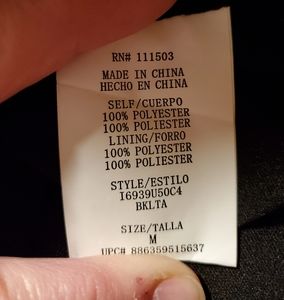 RN# 111503
MADE IN CHINA
HECHO EN CHINA
SELF/CUERPO
100% POLYESTER
100% POLIESTER
LINING/FORRO
100% POLYESTER
100% POLIESTER
STYLE/ESTILO
I6939U50C4
BKLTA
SIZE/TALLA
M
UPC# 886359515637